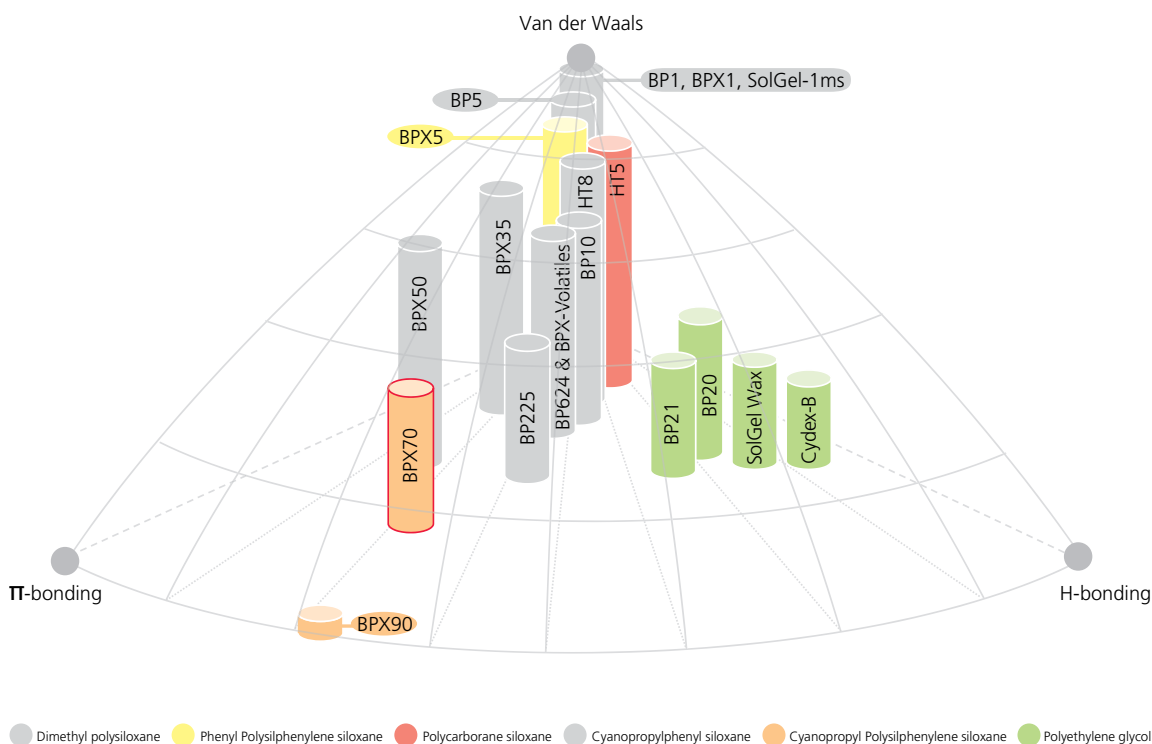 Van der Waals
BP1, BPX1, SolGel-1ms
BP5
BPX5
HT5
HT8
BPX35
BP10
BPX50
BP624 & BPX-Volatiles
BP225
BP20
BP21
SolGel Wax
Cydex-B
BPX70
π-bonding
H-bonding
BPX90
Dimethyl polysiloxane
Phenyl Polysilphenylene siloxane
Polycarborane siloxane
Cyanopropylphenyl siloxane
Cyanopropyl Polysilphenylene siloxane
Polyethylene glycol